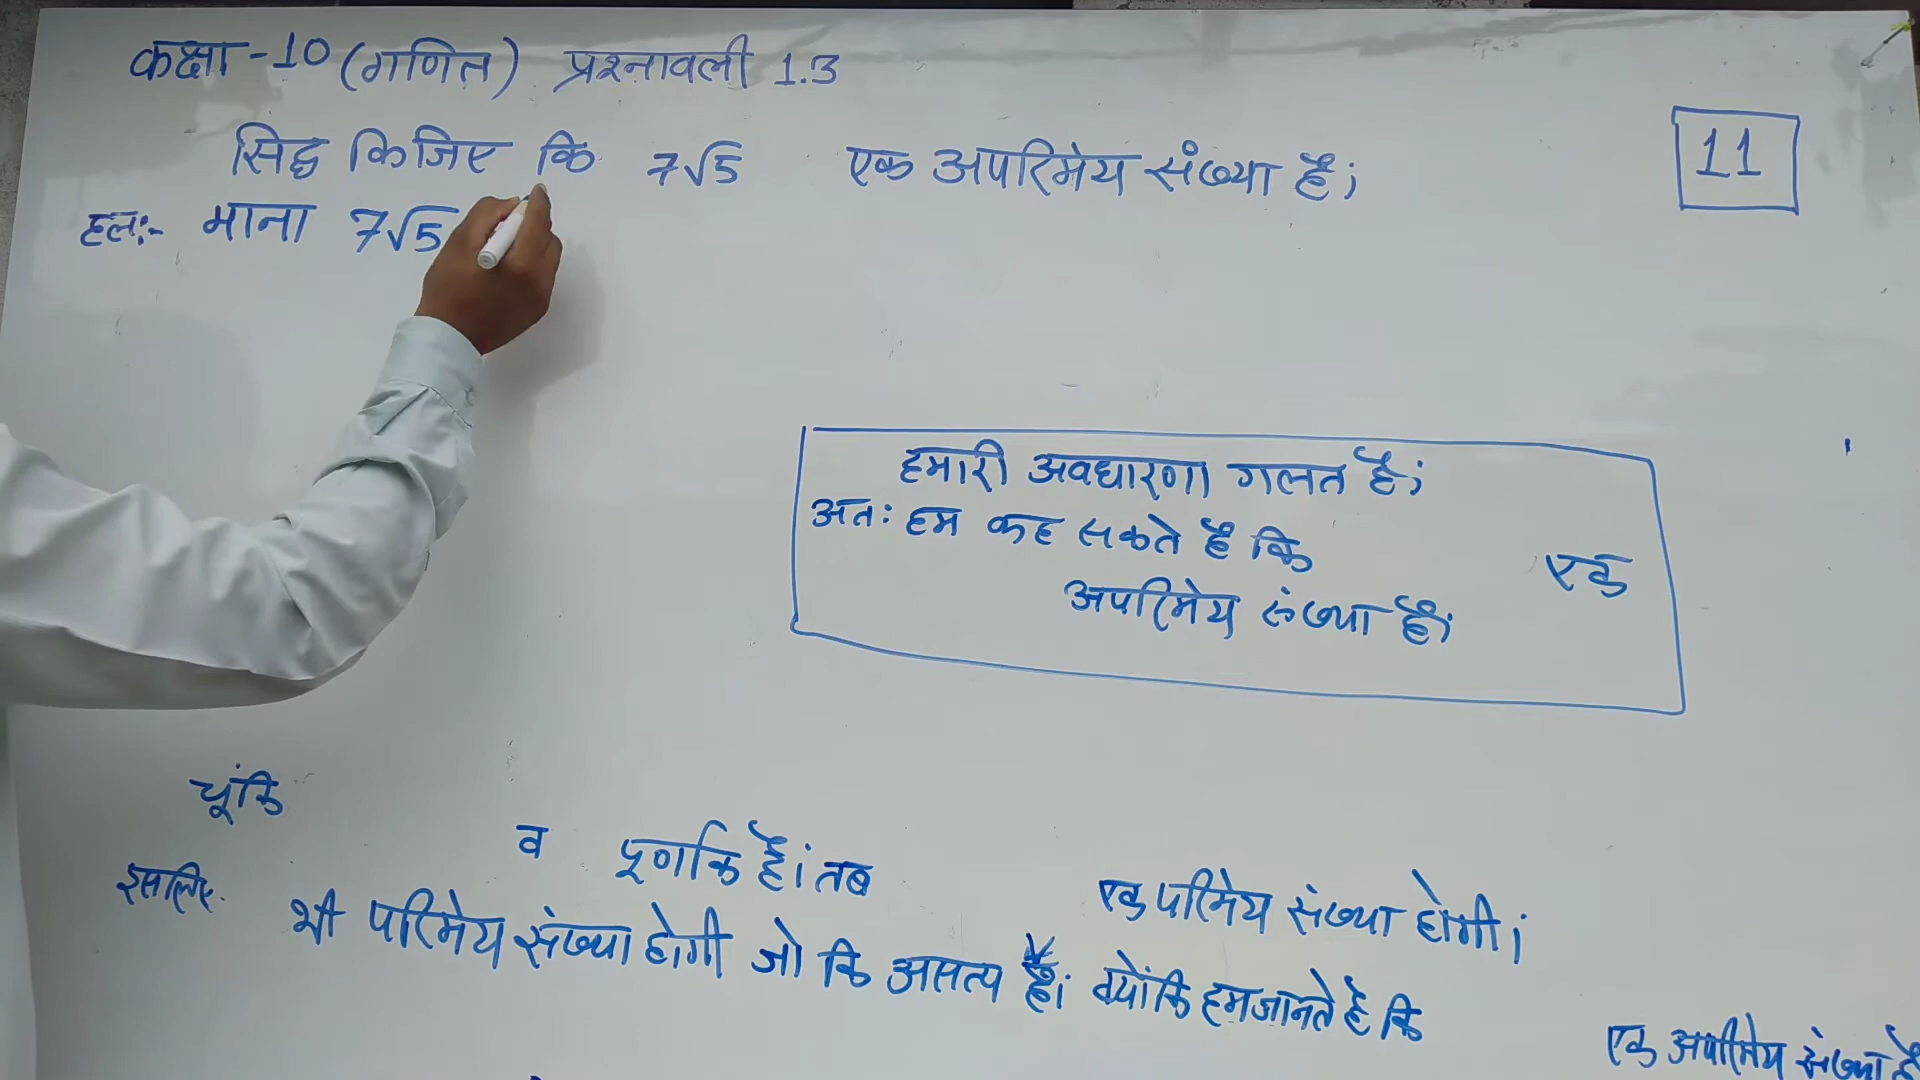 कक्षा -10 (गणित) प्रश्नावली 1.3
11
सिद्ध किजिए कि 7√5 एक अपरिमेय संख्या है;
हल:- माना 7√5
हमारी अवधारणा गलत है;
अतः हम कह सकते है कि एक
अपरिमेय संख्या है।
चूंकि
व पूर्णाक है। तब एक परिमेय संख्या होगी।
इसलिए. भी परिमेय संख्या होगी जो कि असत्य है। क्योंकि हम जानते है कि
एक अपरिमेय संख्या है